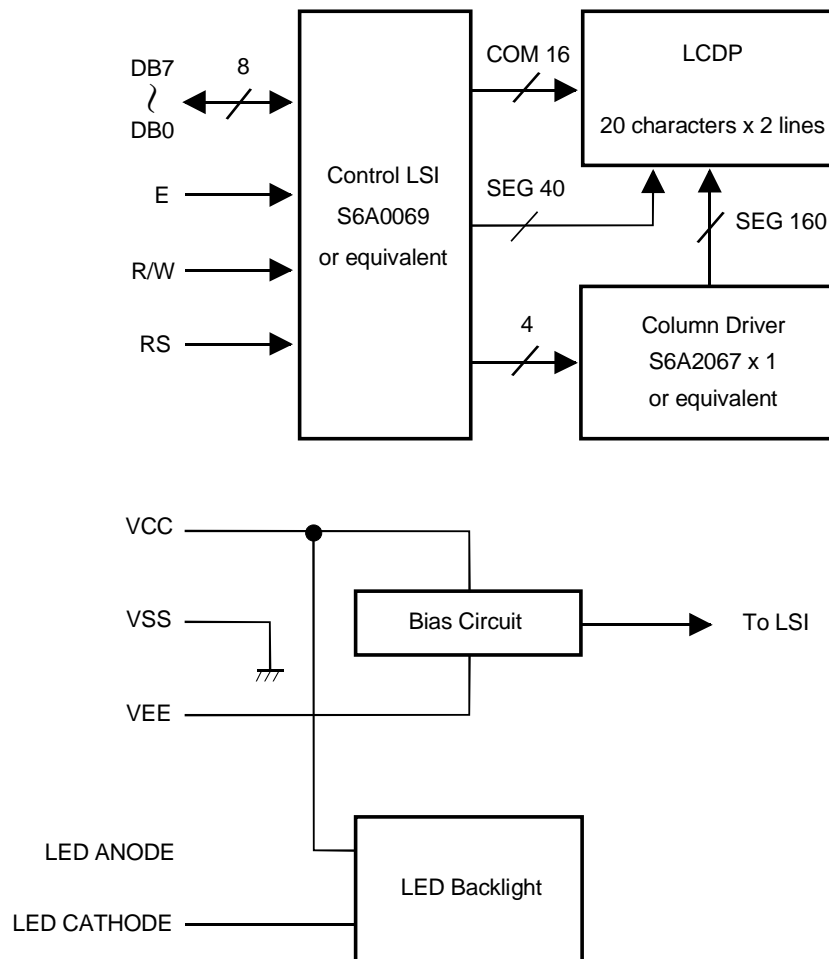 DB7
DB0
8
E
R/W
RS
Control LSI
S6A0069
or equivalent
COM 16
SEG 40
4
LCDP
20 characters x 2 lines
SEG 160
Column Driver
S6A2067 x 1
or equivalent
VCC
VSS
VEE
Bias Circuit
To LSI
LED ANODE
LED CATHODE
LED Backlight